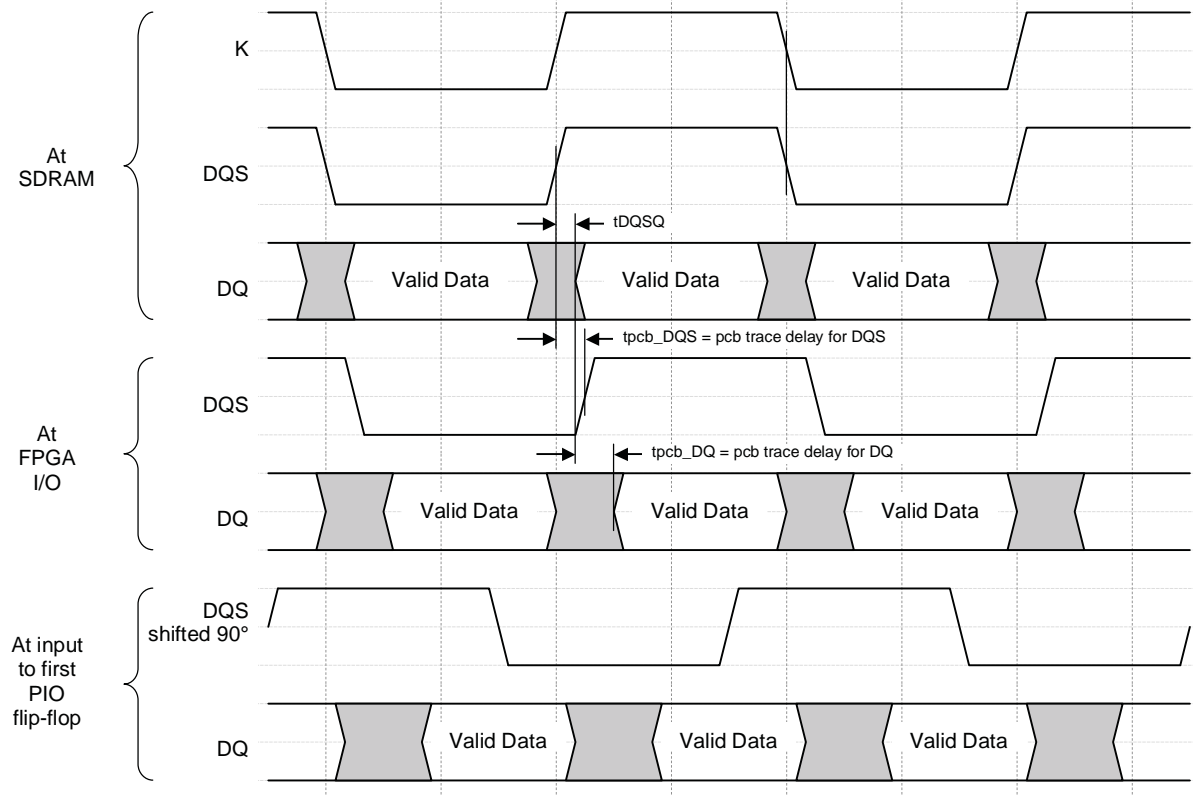 K
At
SDRAM
DQS
tDQSQ
DQ
Valid Data
Valid Data
Valid Data
tpcb_DQS = pcb trace delay for DQS
At
FPGA
I/O
DQS
tpcb_DQ = pcb trace delay for DQ
DQ
Valid Data
Valid Data
Valid Data
At input
to first
PIO
flip-flop
DQS
shifted 90°
DQ
Valid Data
Valid Data
Valid Data